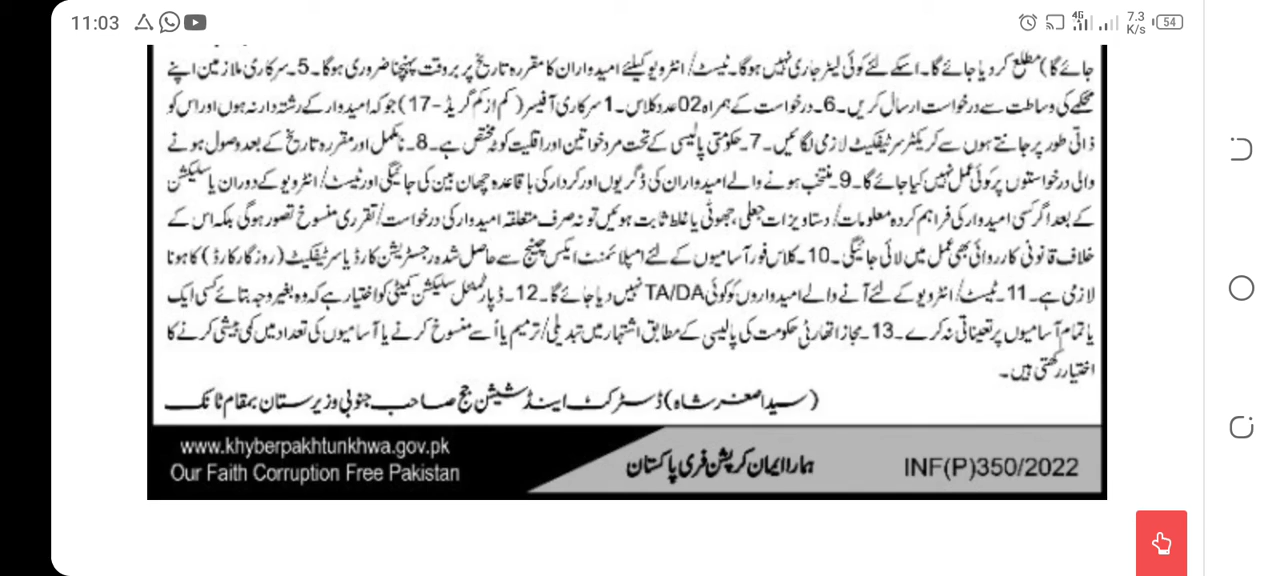 11:03
4G
7.3 K/s
54
جائے گا) مطلع کر دیا جائے گا۔ اسکے لئے کوئی لیٹر جاری نہیں ہوگا۔ ٹیسٹ/ انٹرویو کیلئے امیدواران کا مقررہ تاریخ پر بروقت پہنچنا ضروری ہوگا۔ 5۔ سرکاری ملازمین اپنے
محکمے کی وساطت سے درخواست ارسال کریں۔ 6۔ درخواست کے ہمراہ 02 عدد کلاس۔1 سرکاری آفیسر (کم از کم گریڈ-17) جو کہ امیدوار کے رشتہ دار نہ ہوں اور اس کو
ذاتی طور پر جانتے ہوں سے کریکٹر سرٹیفکیٹ لازمی لگائیں۔ 7۔ حکومتی پالیسی کے تحت مرد خواتین اور اقلیت کوٹہ مختص ہے۔ 8۔ نامکمل اور مقررہ تاریخ کے بعد وصول ہونے
والی درخواستوں پر کوئی عمل نہیں کیا جائے گا۔ 9۔ منتخب ہونے والے امیدواران کی ڈگریوں اور کردار کی باقاعدہ چھان بین کی جائیگی اور ٹیسٹ/ انٹرویو کے دوران یا سلیکشن
کے بعد اگر کسی امیدوار کی فراہم کردہ معلومات/ دستاویزات جعلی، جھوٹی یا غلط ثابت ہوئیں تو نہ صرف متعلقہ امیدوار کی درخواست/ تقرری منسوخ تصور ہوگی بلکہ اس کے
خلاف قانونی کارروائی بھی عمل میں لائی جائیگی۔ 10۔ کلاس فور آسامیوں کے لئے امپلائمنٹ ایکس چینج سے حاصل شدہ رجسٹریشن کارڈ یا سرٹیفکیٹ (روزگار کارڈ) کا ہونا
لازمی ہے۔ 11۔ ٹیسٹ/ انٹرویو کے لئے آنے والے امیدواروں کو کوئی TA/DA نہیں دیا جائے گا۔ 12۔ ڈیپارٹمنٹل سلیکشن کمیٹی کو اختیار ہے کہ وہ بغیر وجہ بتائے کسی ایک
یا تمام آسامیوں پر تعیناتی نہ کرے۔ 13۔ مجاز اتھارٹی حکومت کی پالیسی کے مطابق اشتہار میں تبدیلی/ ترمیم یا اُسے منسوخ کرنے یا آسامیوں کی تعداد میں کمی بیشی کرنے کا
اختیار رکھتی ہیں۔
(سید اصغر شاہ) ڈسٹرکٹ اینڈ سیشن جج صاحب جنوبی وزیرستان بمقام ٹانک
www.khyberpakhtunkhwa.gov.pk
Our Faith Corruption Free Pakistan
ہمارا ایمان کرپشن فری پاکستان
INF(P)350/2022